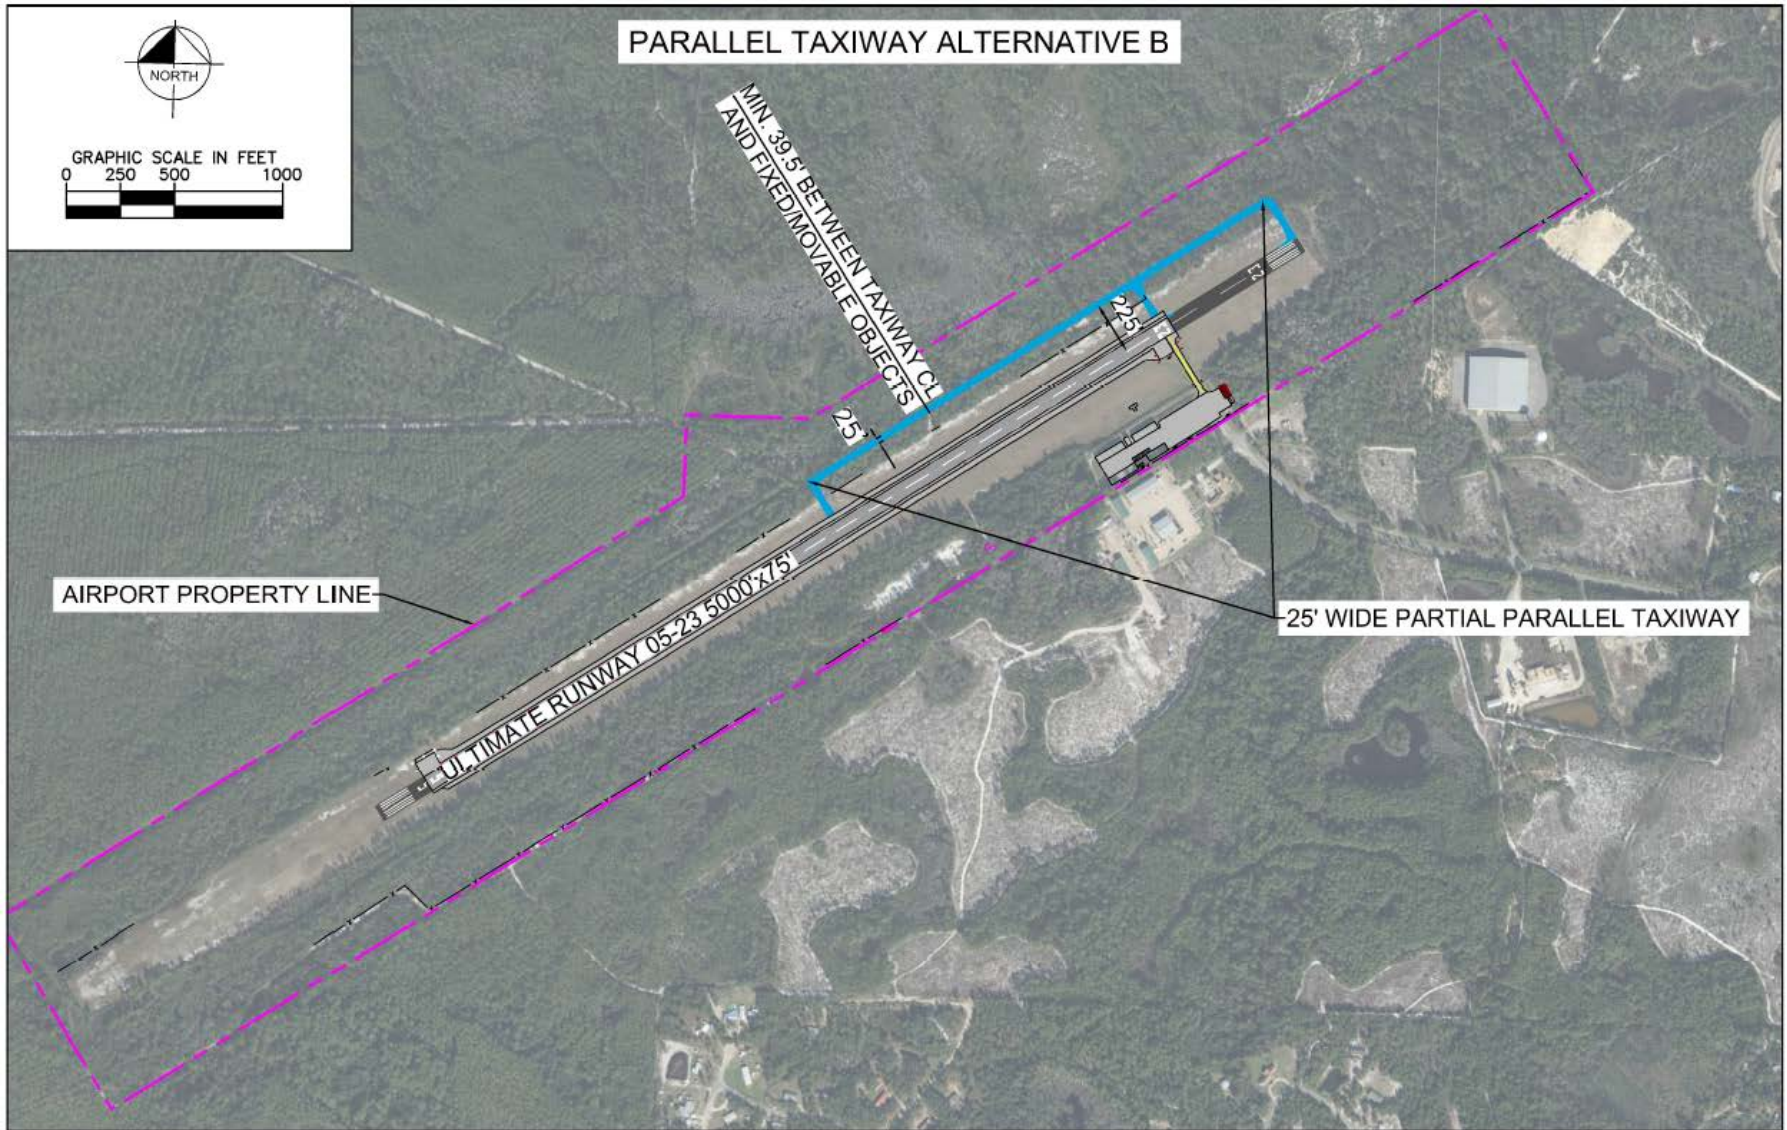 PARALLEL TAXIWAY ALTERNATIVE B
NORTH
GRAPHIC SCALE IN FEET
0 250 500 1000
MIN. 39.5' BETWEEN TAXIWAY CL
AND FIXED/MOVABLE OBJECTS
225'
25'
23
AIRPORT PROPERTY LINE
25' WIDE PARTIAL PARALLEL TAXIWAY
ULTIMATE RUNWAY 05-23 5000'x75'